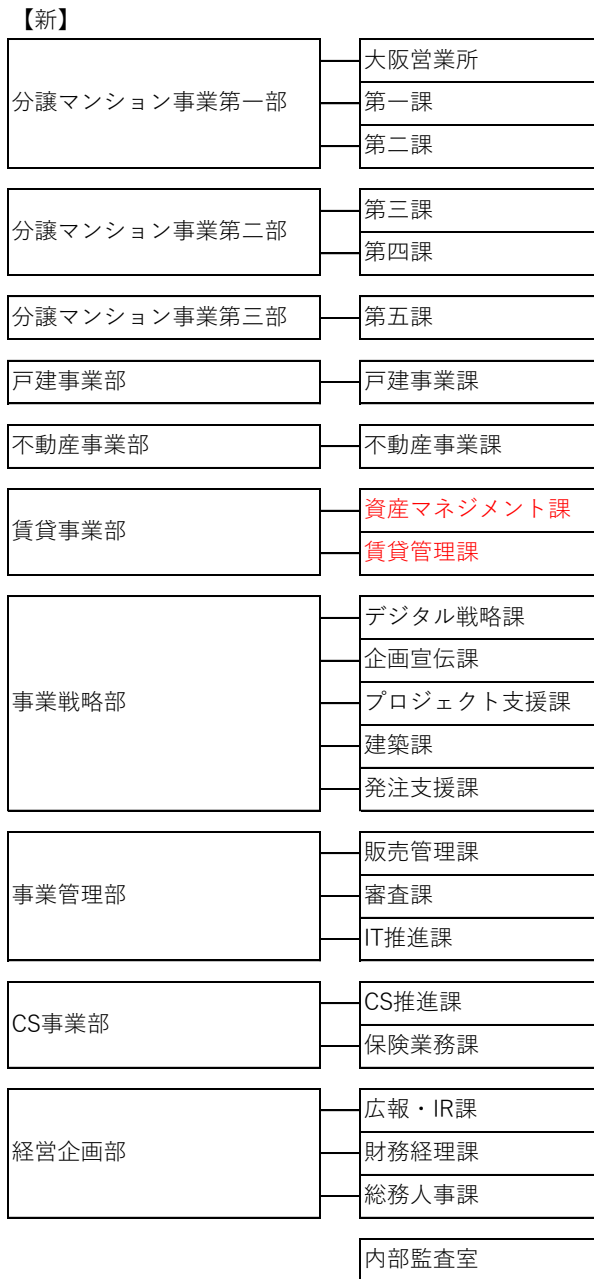 【新】
分譲マンション事業第一部
大阪営業所
第一課
第二課
分譲マンション事業第二部
第三課
第四課
分譲マンション事業第三部
第五課
戸建事業部
戸建事業課
不動産事業部
不動産事業課
賃貸事業部
資産マネジメント課
賃貸管理課
事業戦略部
デジタル戦略課
企画宣伝課
プロジェクト支援課
建築課
発注支援課
事業管理部
販売管理課
審査課
IT推進課
CS事業部
CS推進課
保険業務課
経営企画部
広報・IR課
財務経理課
総務人事課
内部監査室